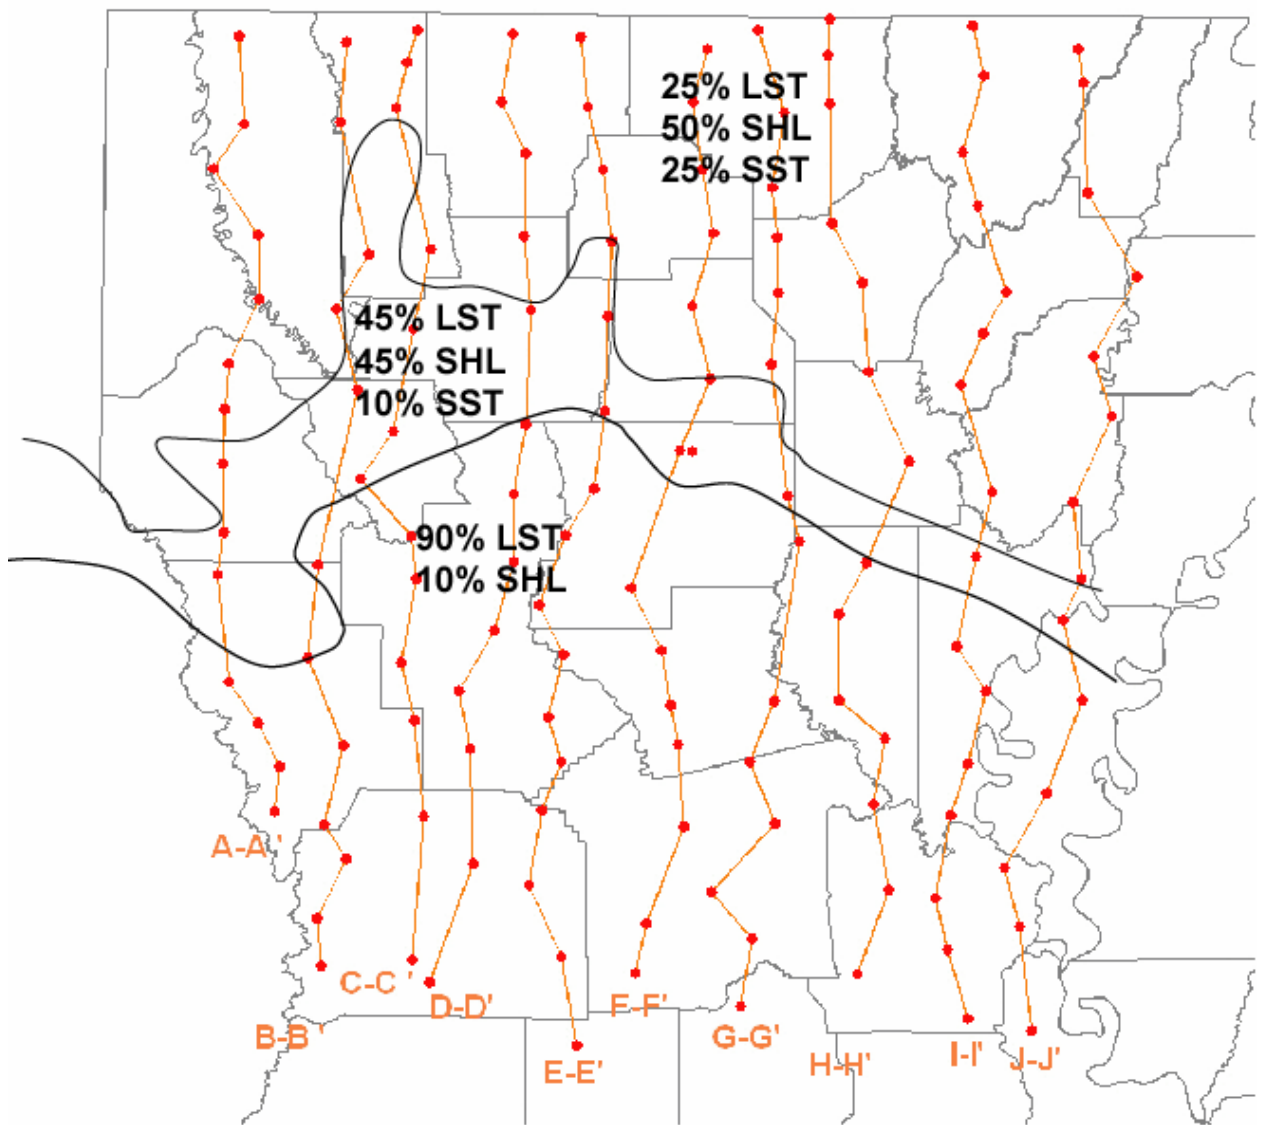 25% LST
50% SHL
25% SST
45% LST
45% SHL
10% SST
90% LST
10% SHL
A-A'
B-B'
C-C'
D-D'
E-E'
F-F'
G-G'
H-H'
I-I'
J-J'